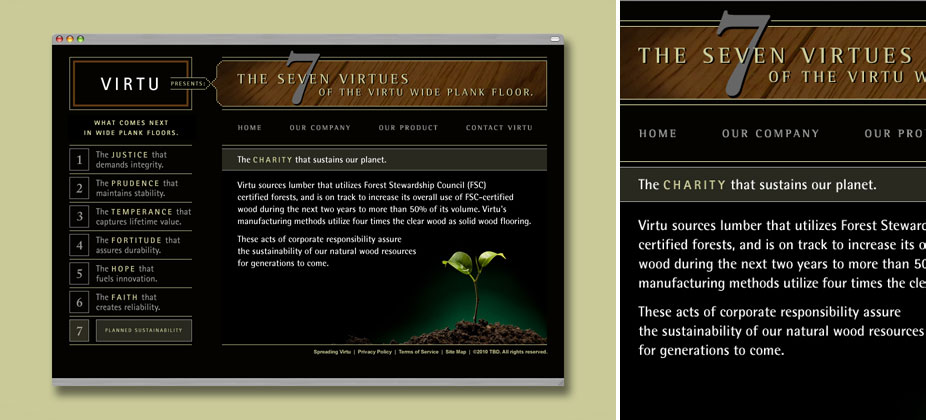 VIRTU
PRESENTS:
7
THE SEVEN VIRTUES
OF THE VIRTU WIDE PLANK FLOOR.
WHAT COMES NEXT
IN WIDE PLANK FLOORS.
HOME OUR COMPANY OUR PRODUCT CONTACT VIRTU
1 The JUSTICE that
demands integrity.
2 The PRUDENCE that
maintains stability.
3 The TEMPERANCE that
captures lifetime value.
4 The FORTITUDE that
assures durability.
5 The HOPE that
fuels innovation.
6 The FAITH that
creates reliability.
7 PLANNED SUSTAINABILITY
The CHARITY that sustains our planet.
Virtu sources lumber that utilizes Forest Stewardship Council (FSC)
certified forests, and is on track to increase its overall use of FSC-certified
wood during the next two years to more than 50% of its volume. Virtu's
manufacturing methods utilize four times the clear wood as solid wood flooring.
These acts of corporate responsibility assure
the sustainability of our natural wood resources
for generations to come.
Spreading Virtu | Privacy Policy | Terms of Service | Site Map | ©2010 TBD. All rights reserved.
7
THE SEVEN VIRTUES
OF THE VIRTU W
HOME OUR COMPANY OUR PRO
The CHARITY that sustains our planet.
Virtu sources lumber that utilizes Forest Steward
certified forests, and is on track to increase its o
wood during the next two years to more than 50
manufacturing methods utilize four times the cle
These acts of corporate responsibility assure
the sustainability of our natural wood resources
for generations to come.